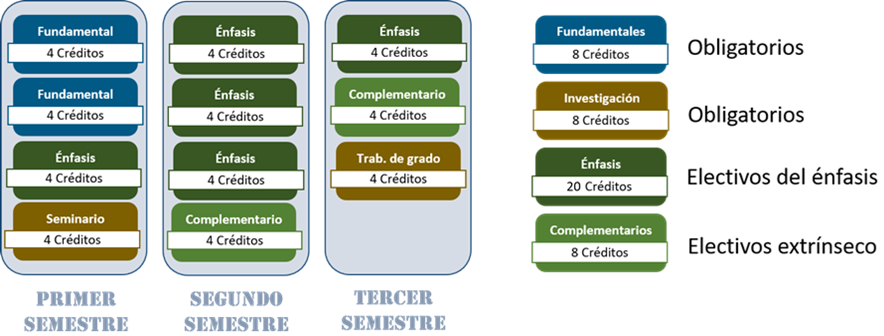 Fundamental
4 Créditos
Fundamental
4 Créditos
Énfasis
4 Créditos
Seminario
4 Créditos
PRIMER
SEMESTRE
Énfasis
4 Créditos
Énfasis
4 Créditos
Énfasis
4 Créditos
Complementario
4 Créditos
SEGUNDO
SEMESTRE
Énfasis
4 Créditos
Complementario
4 Créditos
Trab. de grado
4 Créditos
TERCER
SEMESTRE
Fundamentales
8 Créditos
Obligatorios
Investigación
8 Créditos
Obligatorios
Énfasis
20 Créditos
Electivos del énfasis
Complementarios
8 Créditos
Electivos extrínseco